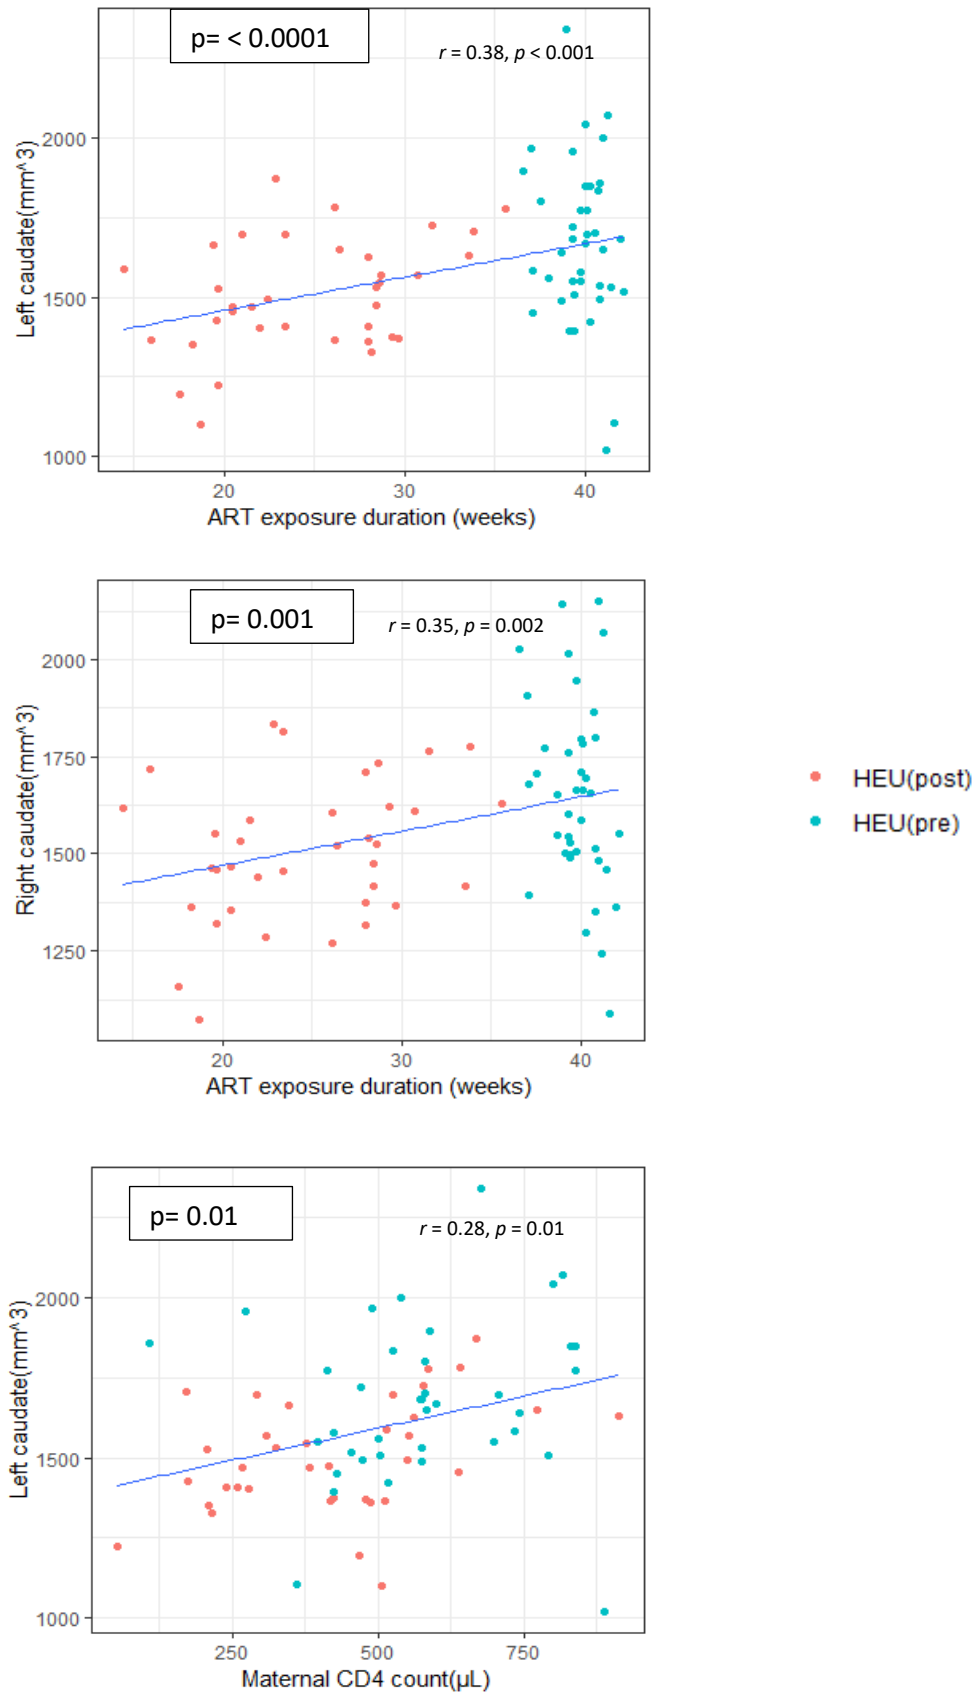 p= < 0.0001
r = 0.38, p < 0.001
Left caudate(mm^3)
2000
1500
1000
20 30 40
ART exposure duration (weeks)
p= 0.001
r = 0.35, p = 0.002
Right caudate(mm^3)
2000
1750
1500
1250
20 30 40
ART exposure duration (weeks)
HEU(post)
HEU(pre)
p= 0.01
r = 0.28, p = 0.01
Left caudate(mm^3)
2000
1500
1000
250 500 750
Maternal CD4 count(µL)